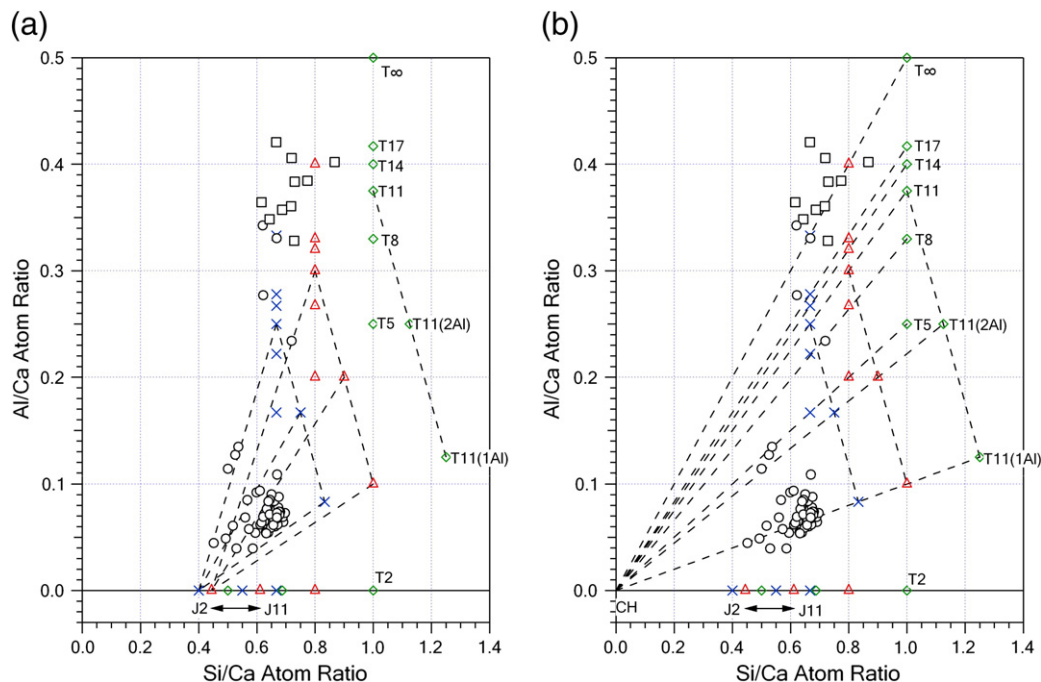 (a)
(b)
0.5
0.4
0.3
0.2
0.1
0.0
Al/Ca Atom Ratio
T∞
T17
T14
T11
T8
T5
T11(2Al)
T11(1Al)
T2
J2
J11
0.0 0.2 0.4 0.6 0.8 1.0 1.2 1.4
Si/Ca Atom Ratio
0.5
0.4
0.3
0.2
0.1
0.0
Al/Ca Atom Ratio
T∞
T17
T14
T11
T8
T5
T11(2Al)
T11(1Al)
T2
CH
J2
J11
0.0 0.2 0.4 0.6 0.8 1.0 1.2 1.4
Si/Ca Atom Ratio